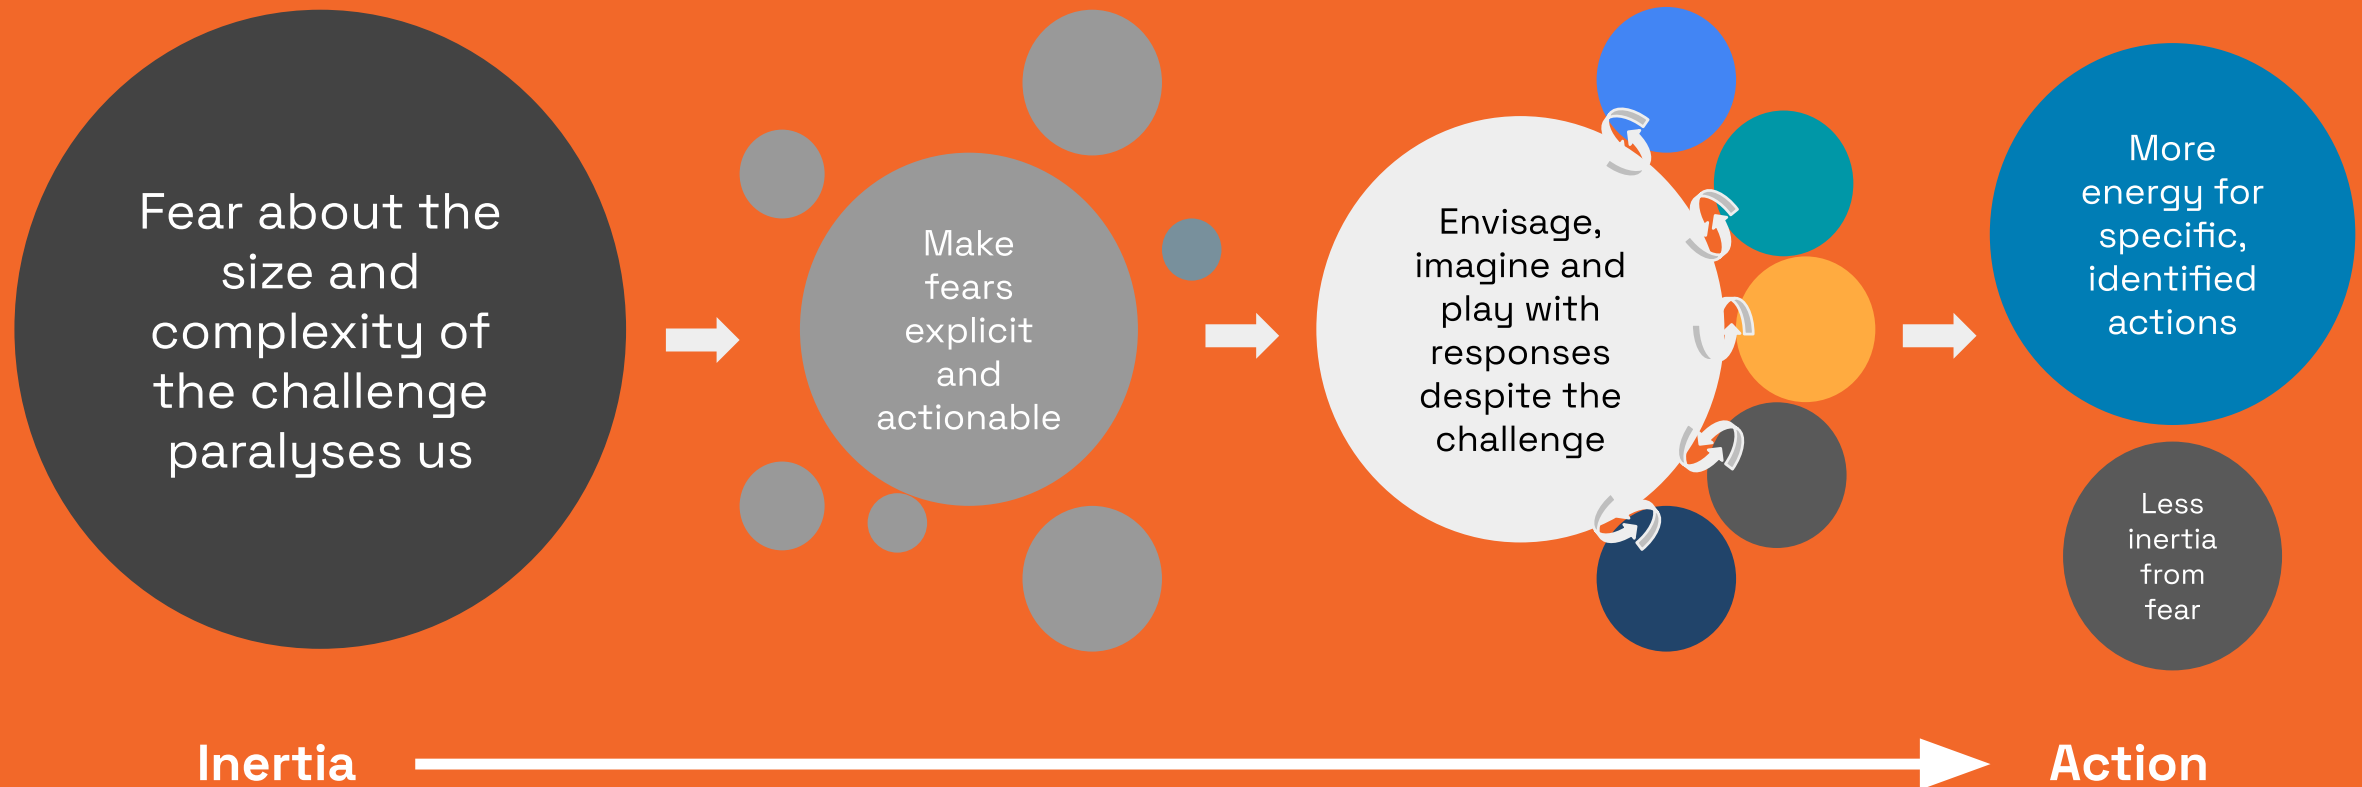 Fear about the
size and
complexity of
the challenge
paralyses us
Make
fears
explicit
and
actionable
Envisage,
imagine and
play with
responses
despite the
challenge
More
energy for
specific,
identified
actions
Less
inertia
from
fear
Inertia
Action